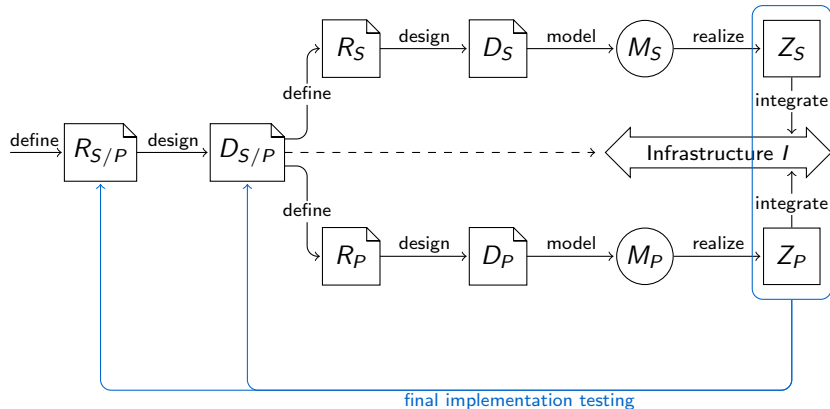 R_S design D_S model M_S realize Z_S
define integrate
define R_{S/P} design D_{S/P} Infrastructure I
define integrate
R_P design D_P model M_P realize Z_P
final implementation testing